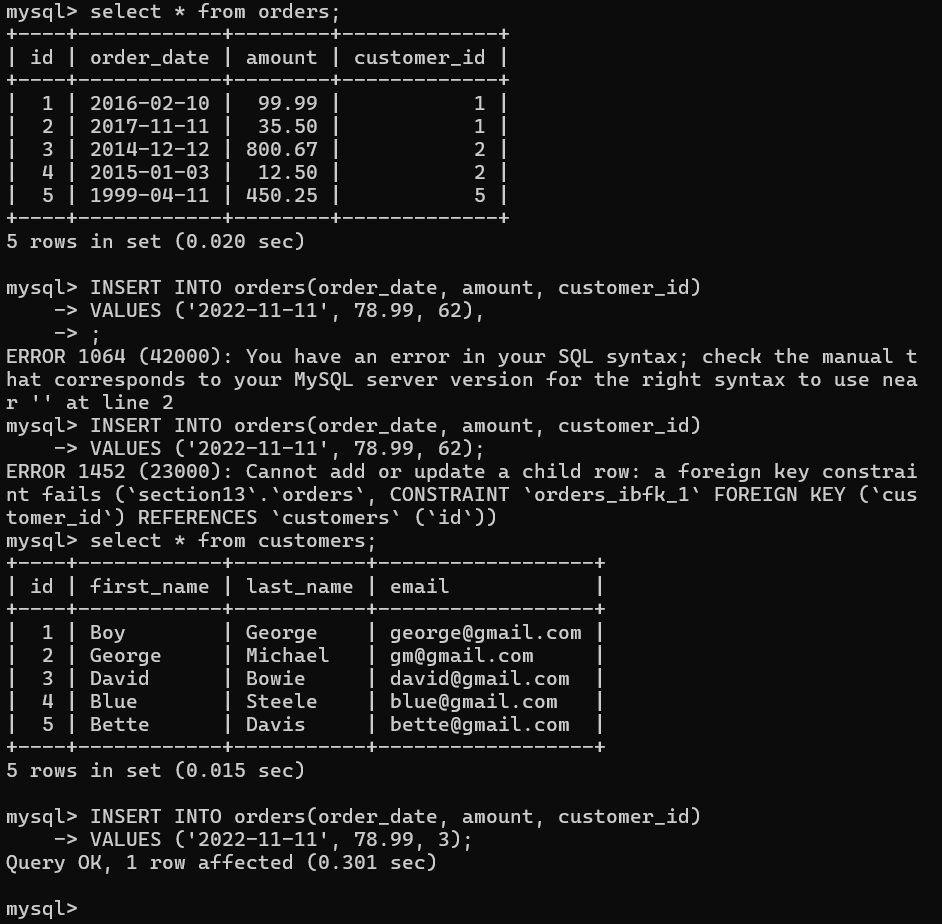 mysql> select * from orders;
+----+------------+--------+-------------+
| id | order_date | amount | customer_id |
+----+------------+--------+-------------+
|  1 | 2016-02-10 |  99.99 |           1 |
|  2 | 2017-11-11 |  35.50 |           1 |
|  3 | 2014-12-12 | 800.67 |           2 |
|  4 | 2015-01-03 |  12.50 |           2 |
|  5 | 1999-04-11 | 450.25 |           5 |
+----+------------+--------+-------------+
5 rows in set (0.020 sec)

mysql> INSERT INTO orders(order_date, amount, customer_id)
    -> VALUES ('2022-11-11', 78.99, 62),
    -> ;
ERROR 1064 (42000): You have an error in your SQL syntax; check the manual t
hat corresponds to your MySQL server version for the right syntax to use nea
r '' at line 2
mysql> INSERT INTO orders(order_date, amount, customer_id)
    -> VALUES ('2022-11-11', 78.99, 62);
ERROR 1452 (23000): Cannot add or update a child row: a foreign key constrai
nt fails (`section13`.`orders`, CONSTRAINT `orders_ibfk_1` FOREIGN KEY (`cus
tomer_id`) REFERENCES `customers` (`id`))
mysql> select * from customers;
+----+------------+-----------+------------------+
| id | first_name | last_name | email            |
+----+------------+-----------+------------------+
|  1 | Boy        | George    | george@gmail.com |
|  2 | George     | Michael   | gm@gmail.com     |
|  3 | David      | Bowie     | david@gmail.com  |
|  4 | Blue       | Steele    | blue@gmail.com   |
|  5 | Bette      | Davis     | bette@gmail.com  |
+----+------------+-----------+------------------+
5 rows in set (0.015 sec)

mysql> INSERT INTO orders(order_date, amount, customer_id)
    -> VALUES ('2022-11-11', 78.99, 3);
Query OK, 1 row affected (0.301 sec)

mysql>